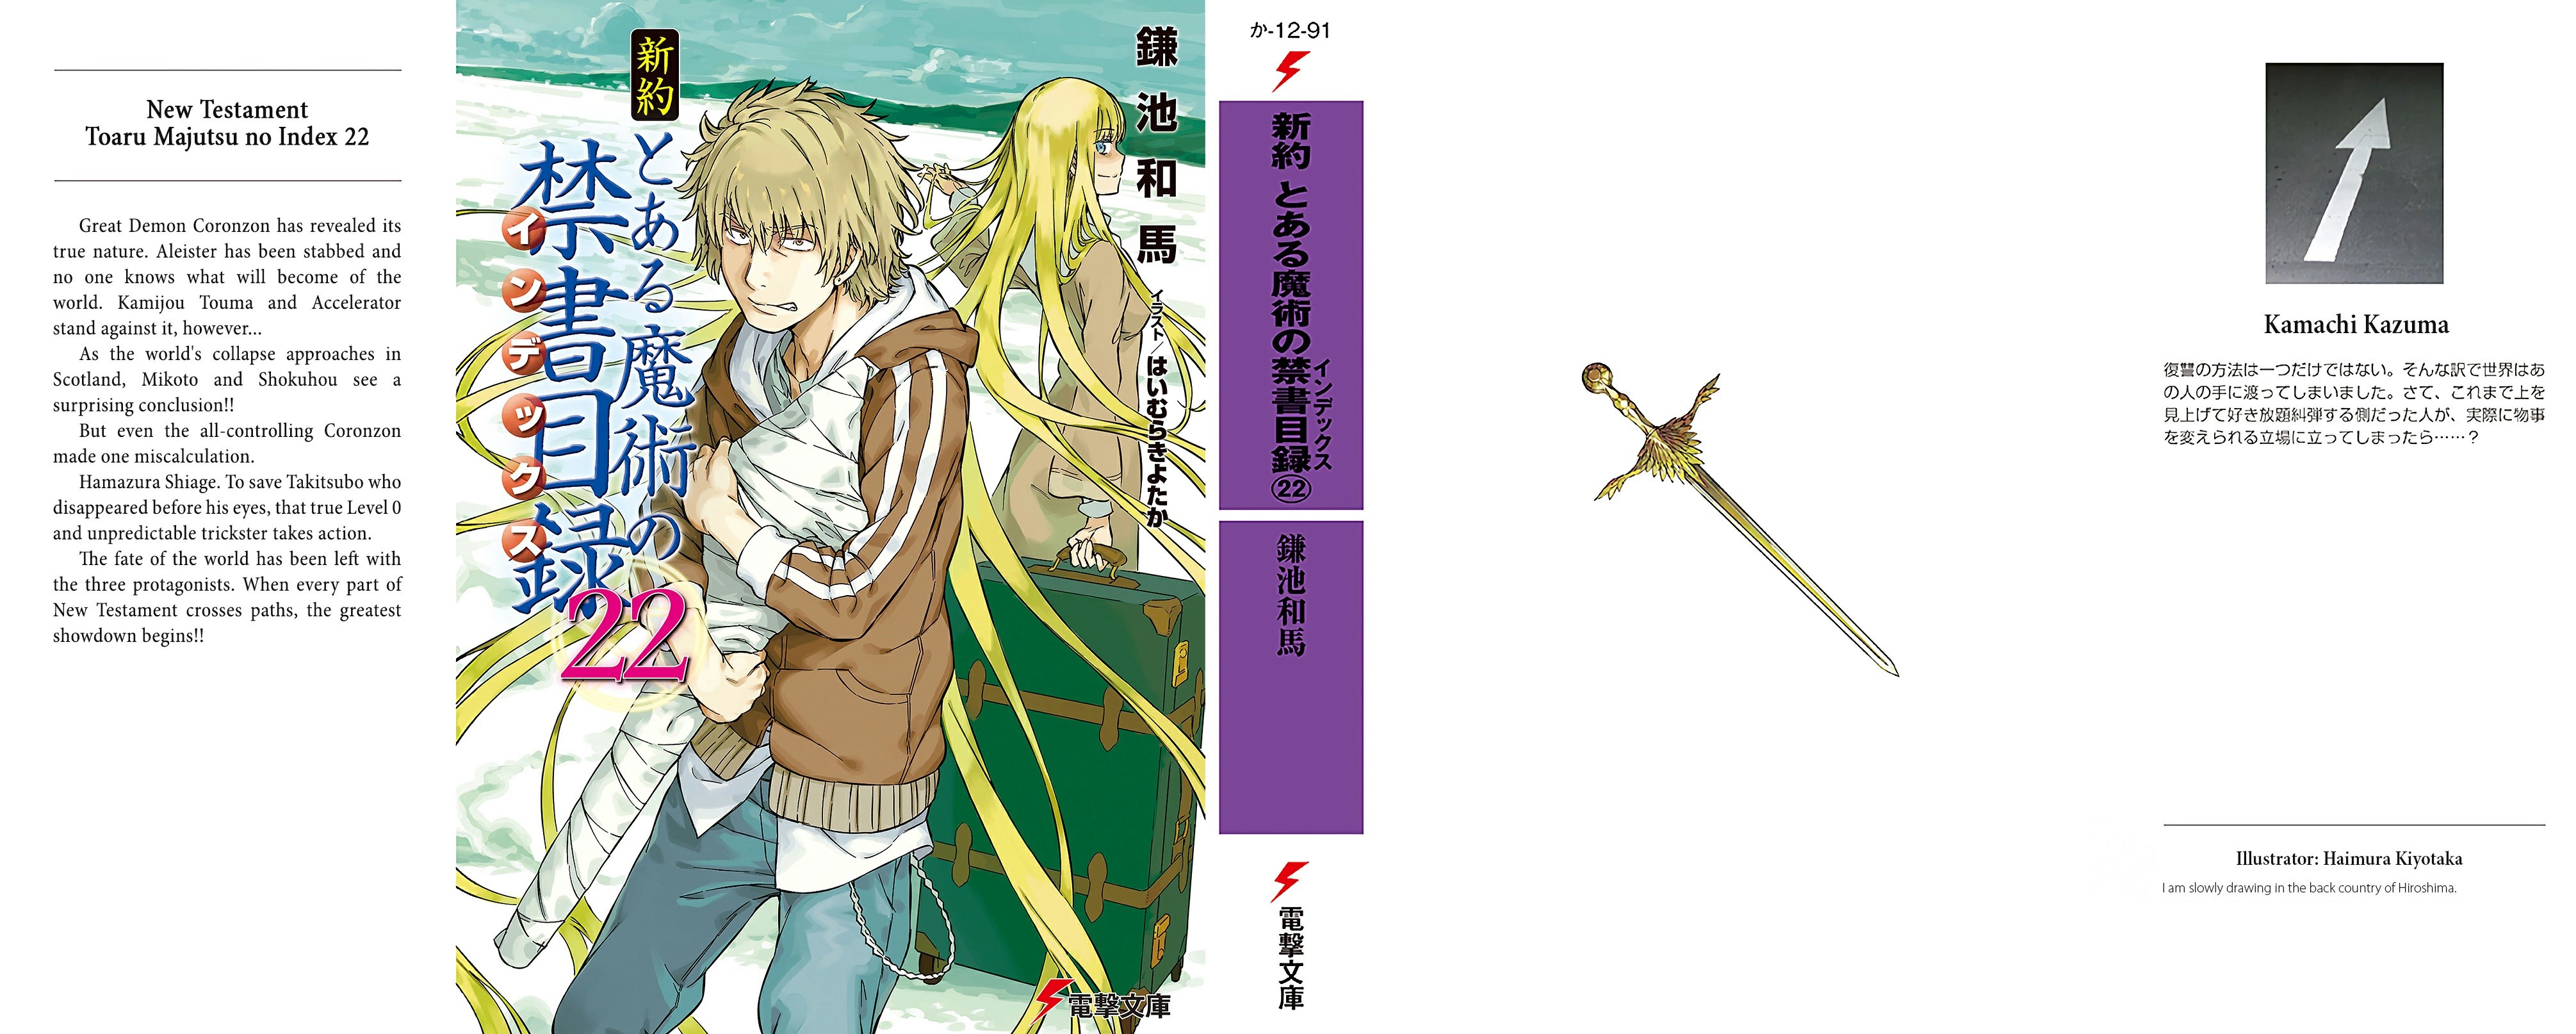 New Testament
Toaru Majutsu no Index 22
Great Demon Coronzon has revealed its
true nature. Aleister has been stabbed and
no one knows what will become of the
world. Kamijou Touma and Accelerator
stand against it, however...
As the world's collapse approaches in
Scotland, Mikoto and Shokuhou see a
surprising conclusion!!
But even the all-controlling Coronzon
made one miscalculation.
Hamazura Shiage. To save Takitsubo who
disappeared before his eyes, that true Level 0
and unpredictable trickster takes action.
The fate of the world has been left with
the three protagonists. When every part of
New Testament crosses paths, the greatest
showdown begins!!
鎌池和馬
イラスト/はいむらきよたか
新約
とある魔術の
禁書目録
インデックス
22
電撃文庫
か-12-91
新約 とある魔術の禁書目録㉒
インデックス
鎌池和馬
電撃文庫
Kamachi Kazuma
復讐の方法は一つだけではない。そんな訳で世界はあ
の人の手に渡ってしまいました。さて、これまで上を
見上げて好き放題糾弾する側だった人が、実際に物事
を変えられる立場に立ってしまったら……？
Illustrator: Haimura Kiyotaka
I am slowly drawing in the back country of Hiroshima.